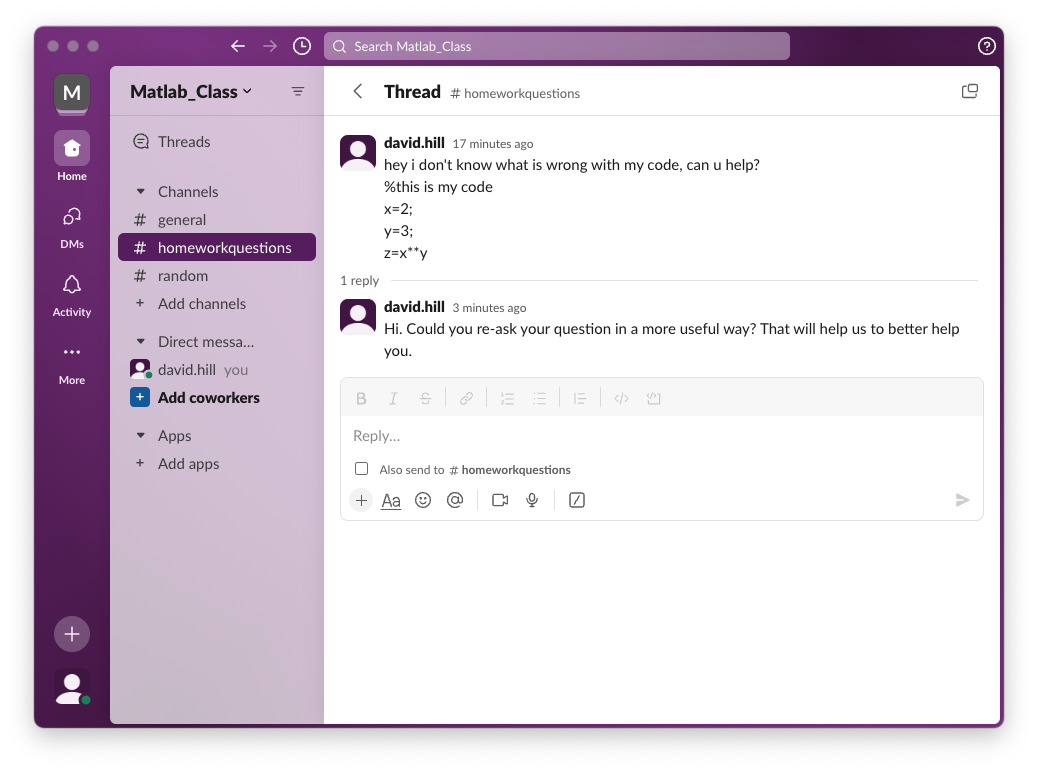 Search Matlab_Class
M
Home
DMs
Activity
More
Matlab_Class
Threads
Channels
# general
# homeworkquestions
# random
+ Add channels
Direct messa...
david.hill you
+ Add coworkers
Apps
+ Add apps
Thread # homeworkquestions
david.hill 17 minutes ago
hey i don't know what is wrong with my code, can u help?
%this is my code
x=2;
y=3;
z=x**y
1 reply
david.hill 3 minutes ago
Hi. Could you re-ask your question in a more useful way? That will help us to better help
you.
B I S
Reply...
Also send to # homeworkquestions
+ Aa @